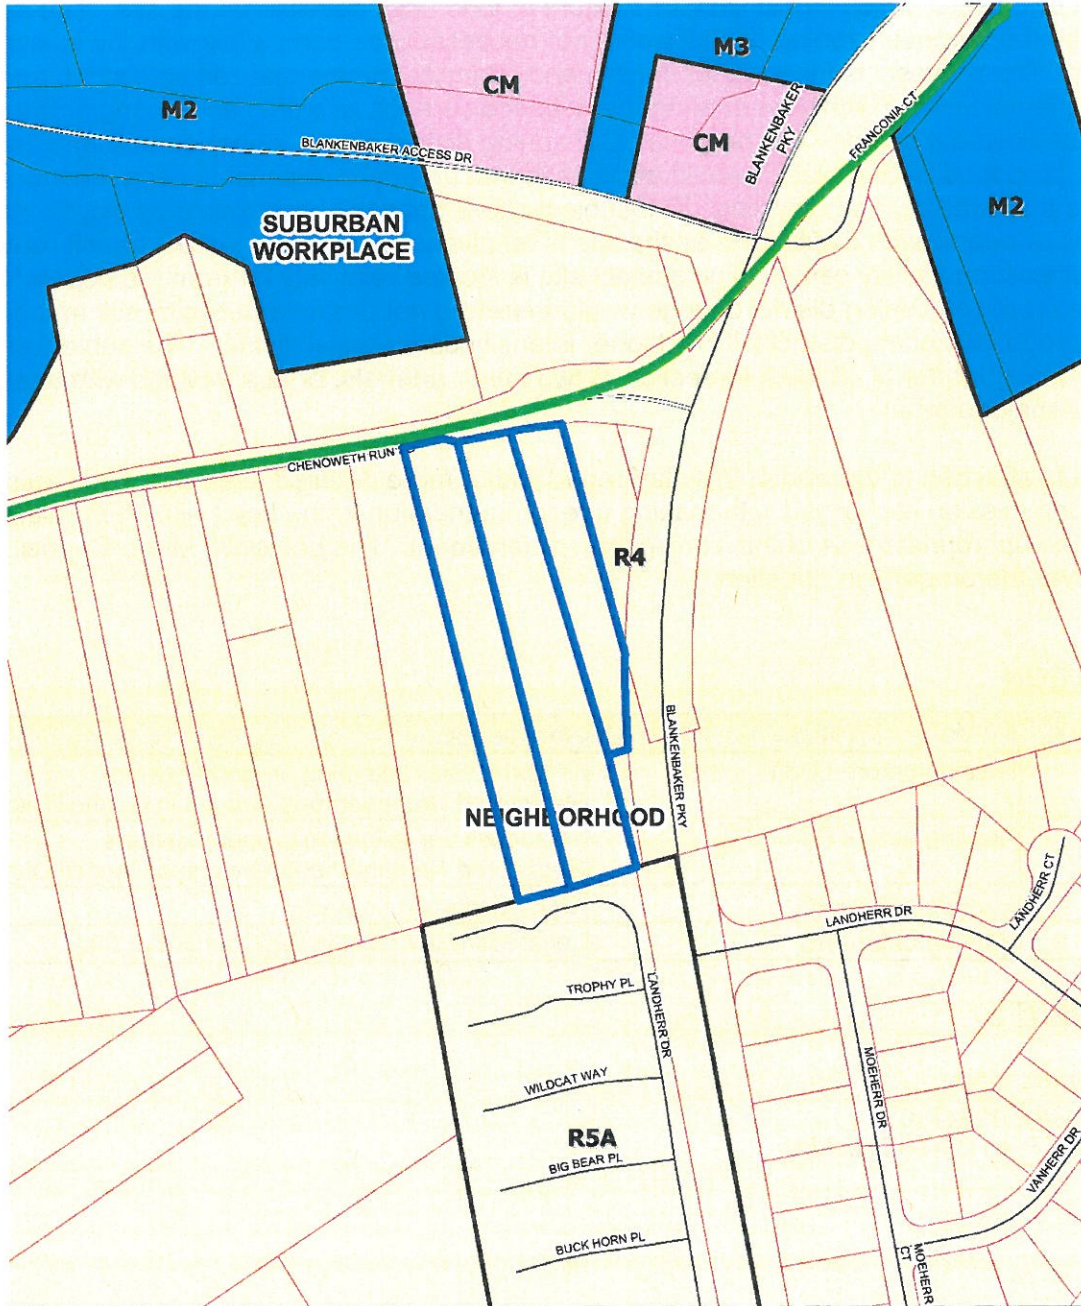 M3
CM
M2
CM
BLANKENBAKER
PKY
BLANKENBAKER ACCESS DR
FRANCONIA CT
M2
SUBURBAN
WORKPLACE
CHENOWETH RUN
R4
BLANKENBAKER PKY
NEIGHBORHOOD
LANDHERR CT
LANDHERR DR
TROPHY PL
LANDHERR DR
WILDCAT WAY
MOEHERR DR
R5A
BIG BEAR PL
VANHERR DR
BUCK HORN PL
MOEHERR
CT